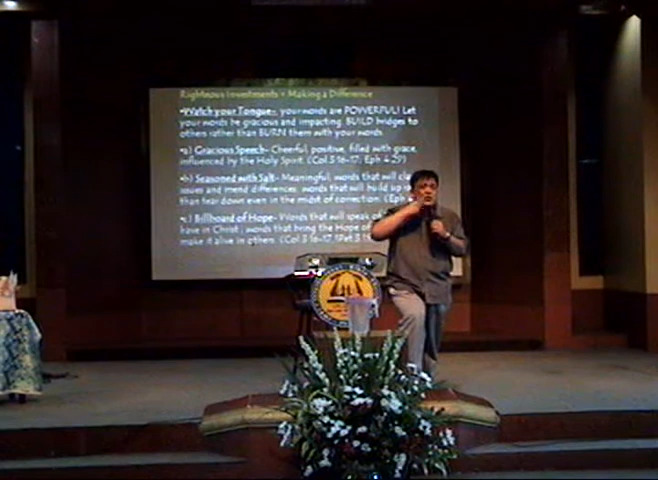 Righteous Investments = Making a Difference
•Watch your Tongue- your words are POWERFUL! Let
your words be gracious and impacting. BUILD bridges to
others rather than BURN them with your words.
•a) Gracious Speech- Cheerful, positive, filled with grace,
influenced by the Holy Spirit. (Col.3:16-17; Eph 4:29)
•b) Seasoned with Salt- Meaningful, words that will
issues and mend differences; words that will build up
than tear down even in the midst of correction. (Eph
•c) Billboard of Hope- Words that will speak of
have in Christ; words that bring the Hope of
make it alive in others. (Col 3:16-17; 1Pet